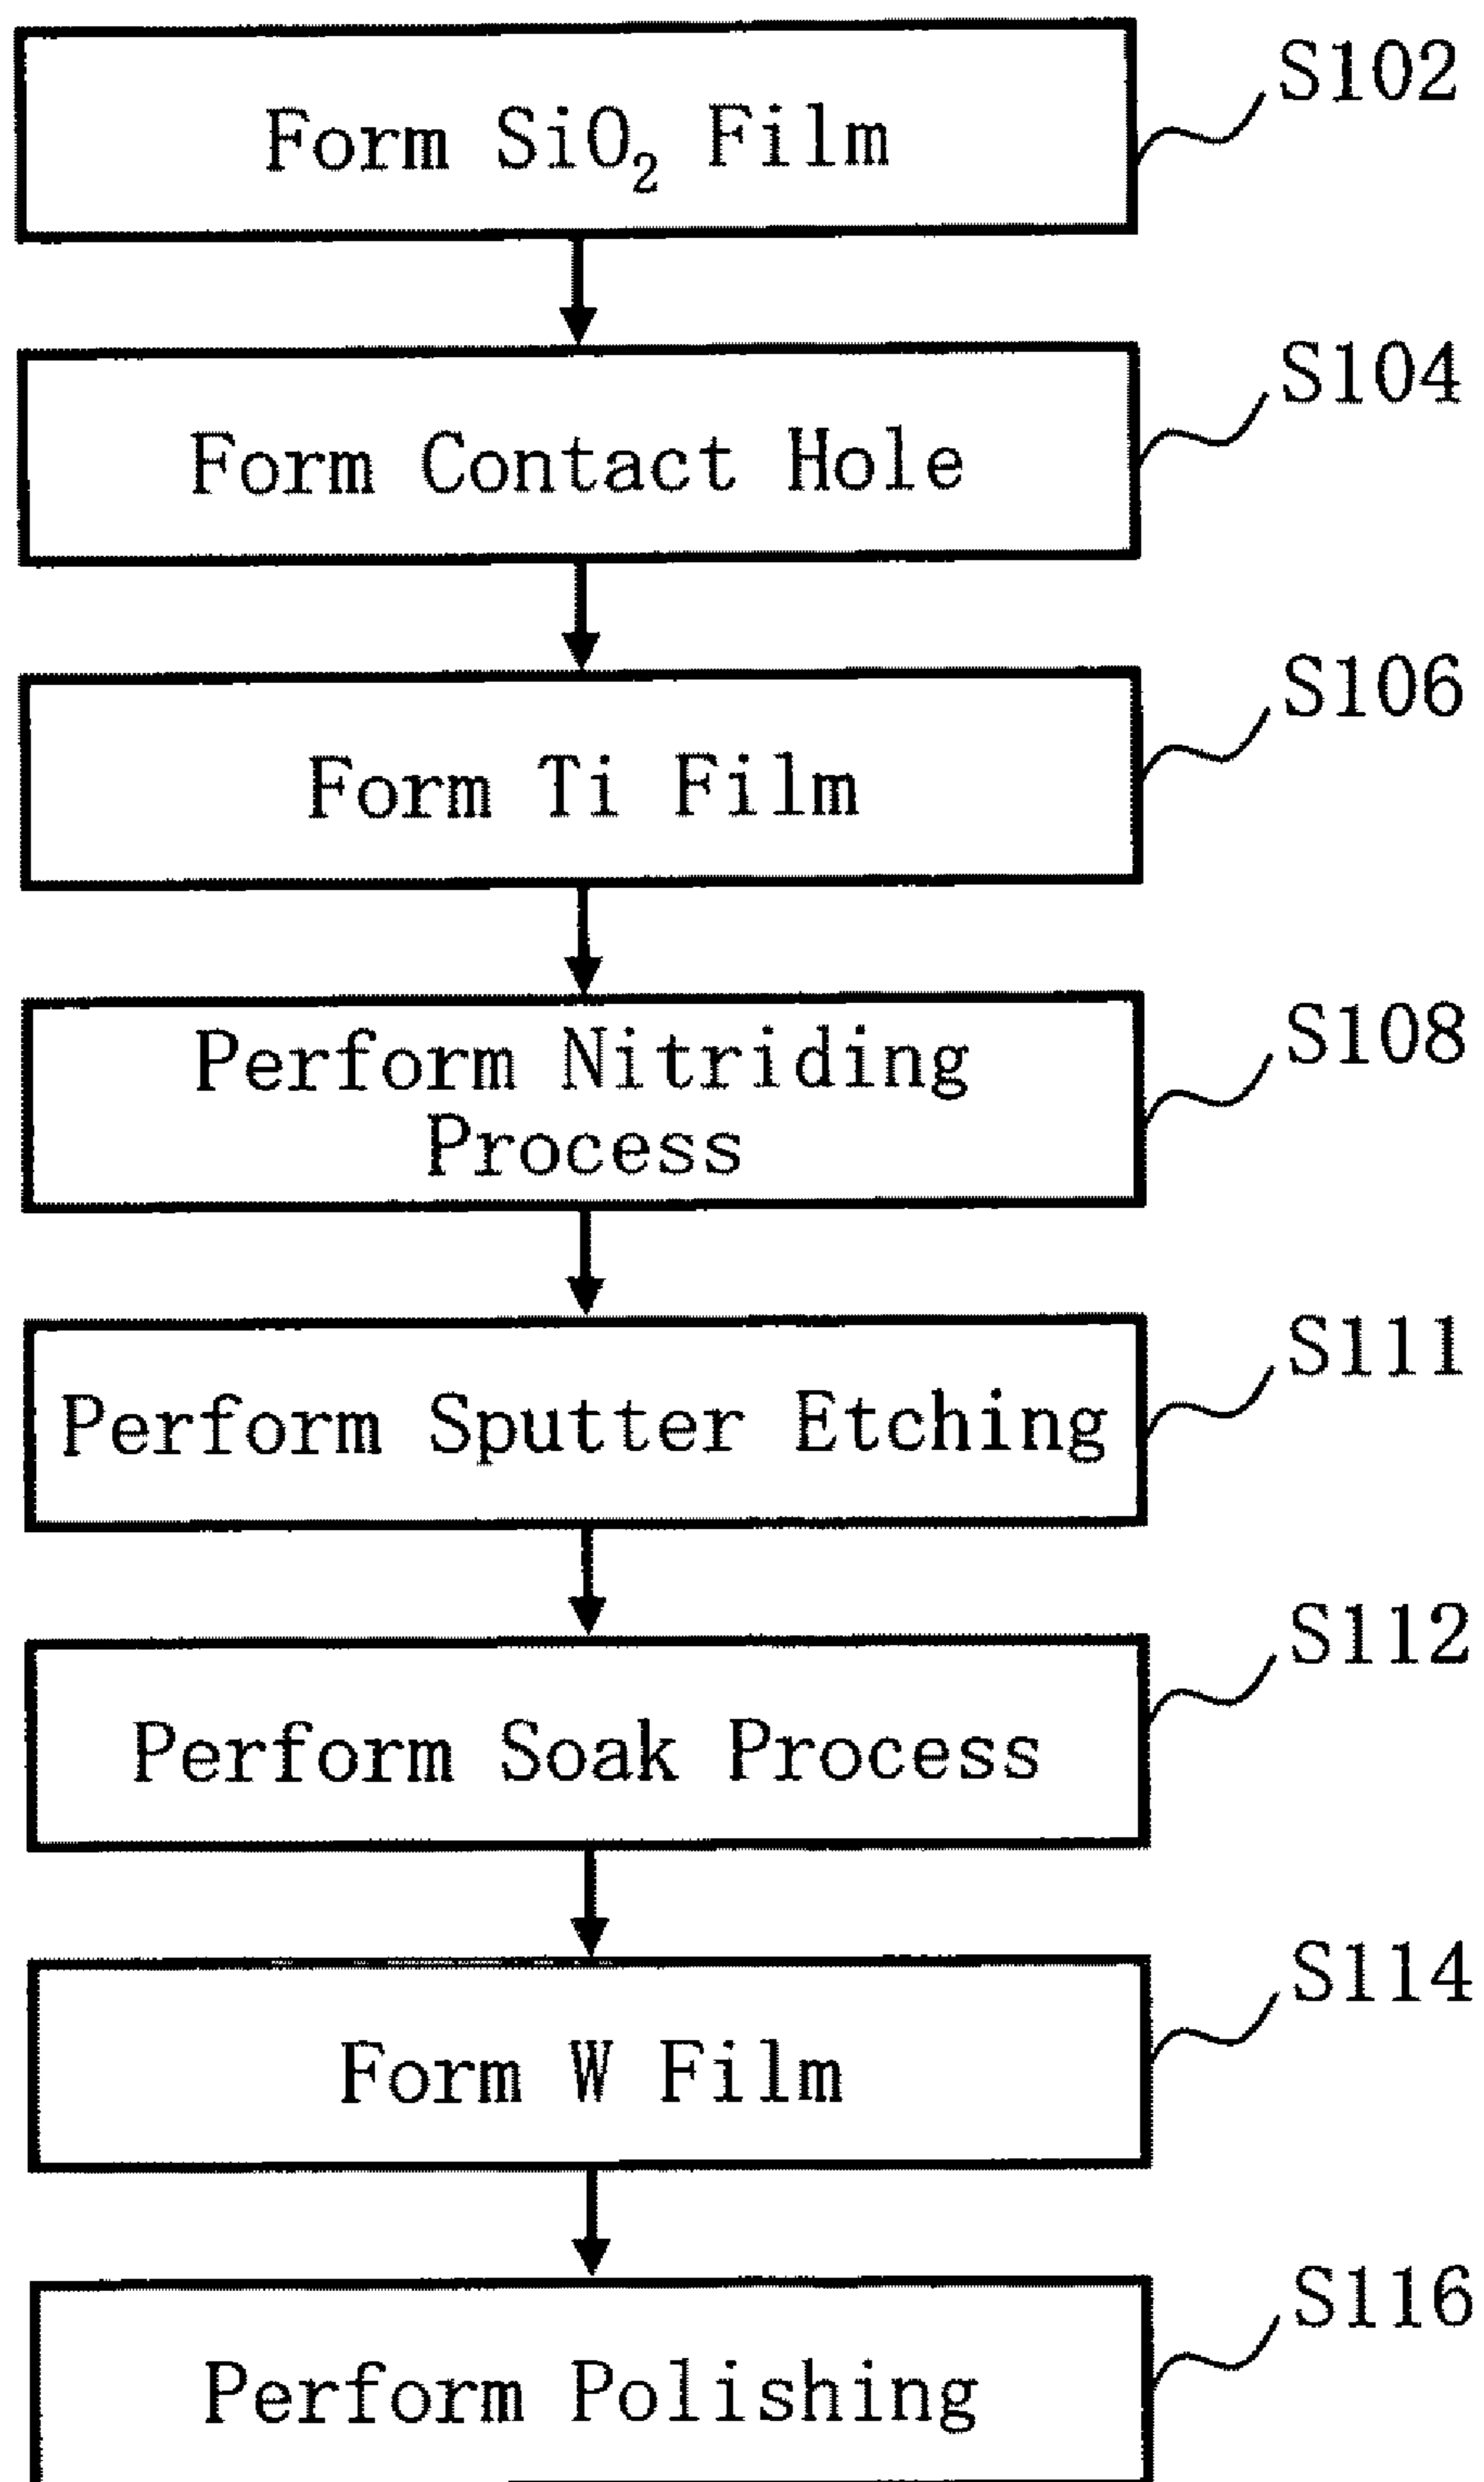 Form SiO₂ Film
S102
Form Contact Hole
S104
Form Ti Film
S106
Perform Nitriding
Process
S108
Perform Sputter Etching
S111
Perform Soak Process
S112
Form W Film
S114
Perform Polishing
S116